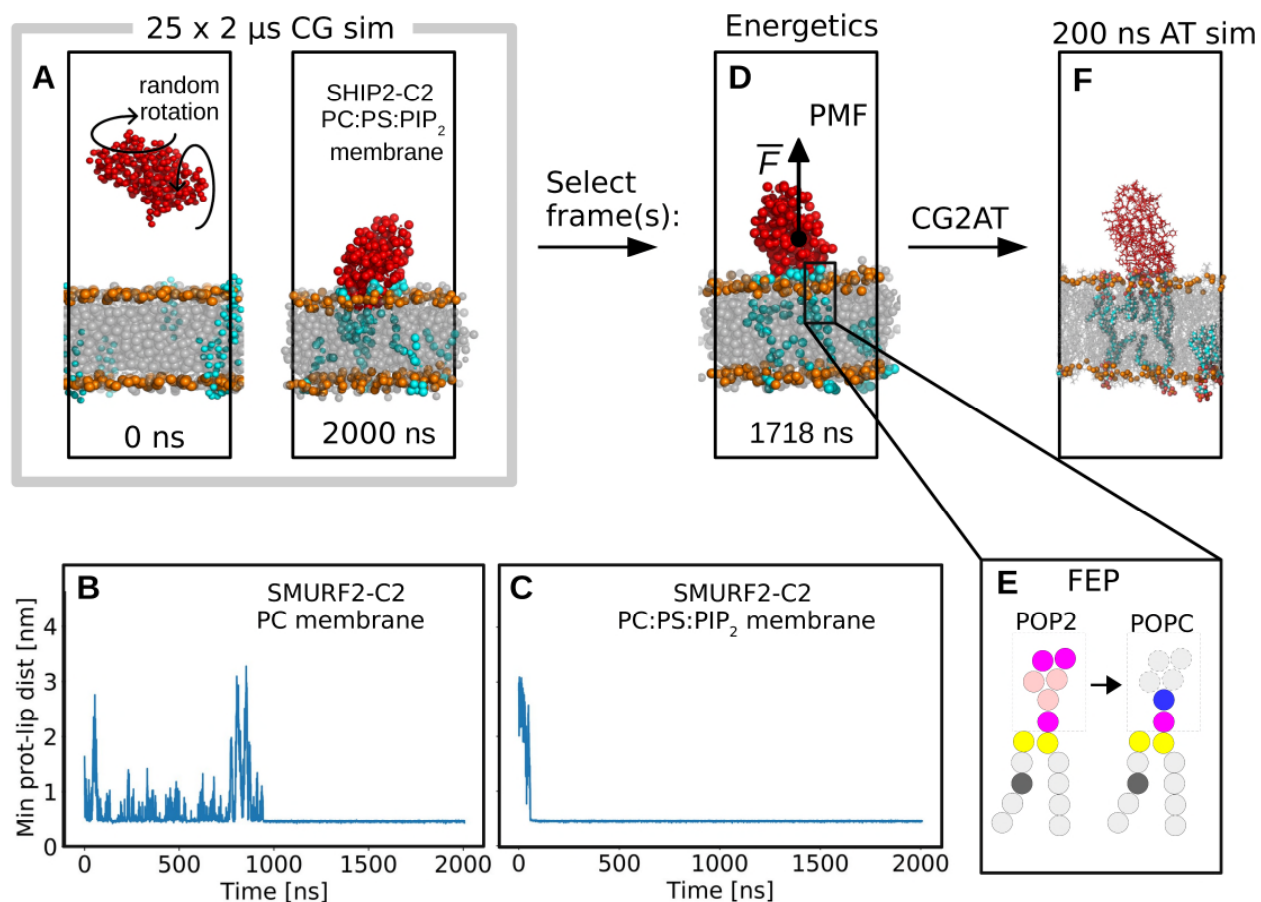 25 x 2 μs CG sim
A
random
rotation
0 ns
SHIP2-C2
PC:PS:PIP2
membrane
2000 ns
Select
frame(s):
Energetics
D
PMF
F
1718 ns
CG2AT
200 ns AT sim
F
B
SMURF2-C2
PC membrane
Min prot-lip dist [nm]
4
3
2
1
0
0
500
1000
1500
2000
Time [ns]
C
SMURF2-C2
PC:PS:PIP2 membrane
0
500
1000
1500
2000
Time [ns]
E
FEP
POP2
POPC